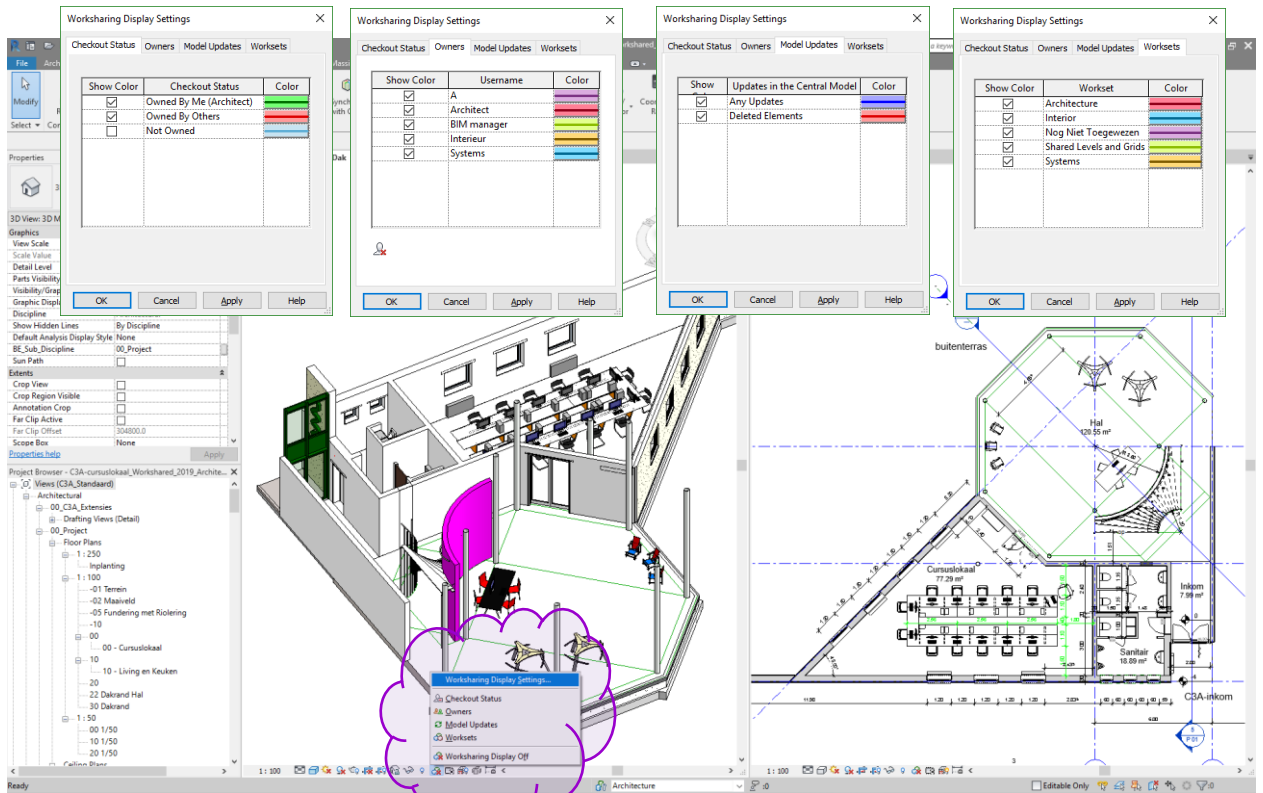 Worksharing Display Settings
Checkout Status Owners Model Updates Worksets
Show Color Checkout Status Color
Owned By Me (Architect)
Owned By Others
Not Owned
OK Cancel Apply Help
Worksharing Display Settings
Checkout Status Owners Model Updates Worksets
Show Color Username Color
A
Architect
BIM manager
Interieur
Systems
OK Cancel Apply Help
Worksharing Display Settings
Checkout Status Owners Model Updates Worksets
Show Updates in the Central Model Color
Any Updates
Deleted Elements
OK Cancel Apply Help
Worksharing Display Settings
Checkout Status Owners Model Updates Worksets
Show Color Workset Color
Architecture
Interior
Nog Niet Toegewezen
Shared Levels and Grids
Systems
OK Cancel Apply Help
File Arch
Modify
Select
Properties
Dak
3D View: 3D M
Graphics
View Scale
Scale Value
Detail Level
Parts Visibility
Visibility/Grap
Graphic Displa
Discipline
Show Hidden Lines By Discipline
Default Analysis Display Style None
BE_Sub_Discipline 00_Project
Sun Path
Extents
Crop View
Crop Region Visible
Annotation Crop
Far Clip Active
Far Clip Offset 304800.0
Scope Box None
Properties help Apply
Project Browser - C3A-cursuslokaal_Workshared_2019_Archite...
Views (C3A_Standaard)
Architectural
00_C3A_Extensies
Drafting Views (Detail)
00_Project
Floor Plans
1 : 250
Inplanting
1 : 100
-01 Terrein
-02 Maaiveld
-05 Fundering met Riolering
-10
00
00 - Cursuslokaal
10
10 - Living en Keuken
20
22 Dakrand Hal
30 Dakrand
1 : 50
00 1/50
10 1/50
20 1/50
Ceiling Plans
Worksharing Display Settings...
Checkout Status
Owners
Model Updates
Worksets
Worksharing Display Off
1 : 100
buitenterras
Hal
128.55 m²
Cursuslokaal
77.29 m²
Inkom
7.99 m²
Sanitair
18.89 m²
C3A-inkom
1 : 100
Ready
Architecture
:0
Editable Only
:0